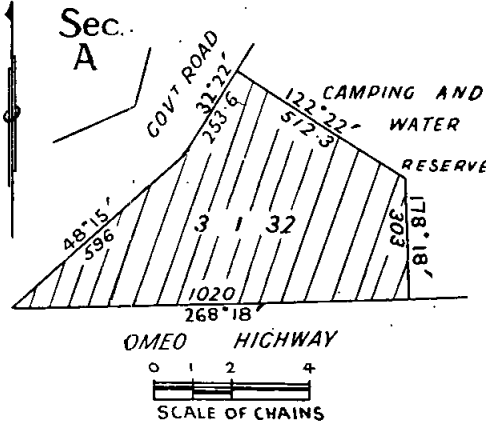 Sec.
A
GOVT ROAD
32°22′
253·6
122°22′
512·3
CAMPING AND
WATER
RESERVE
48°15′
596
3 1 32
178°18′
303
1020
268°18′
OMEO HIGHWAY
0 1 2 4
SCALE OF CHAINS